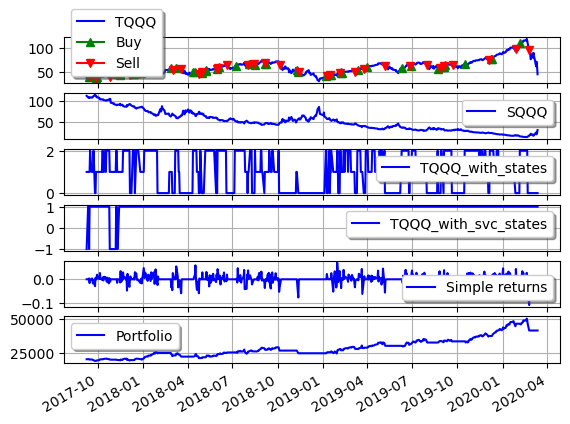 TQQQ
Buy
Sell
100
50
100
50
SQQQ
2
0
TQQQ_with_states
1
0
−1
TQQQ_with_svc_states
0.0
−0.1
Simple returns
50000
25000
Portfolio
2017-10 2018-01 2018-04 2018-07 2018-10 2019-01 2019-04 2019-07 2019-10 2020-01 2020-04